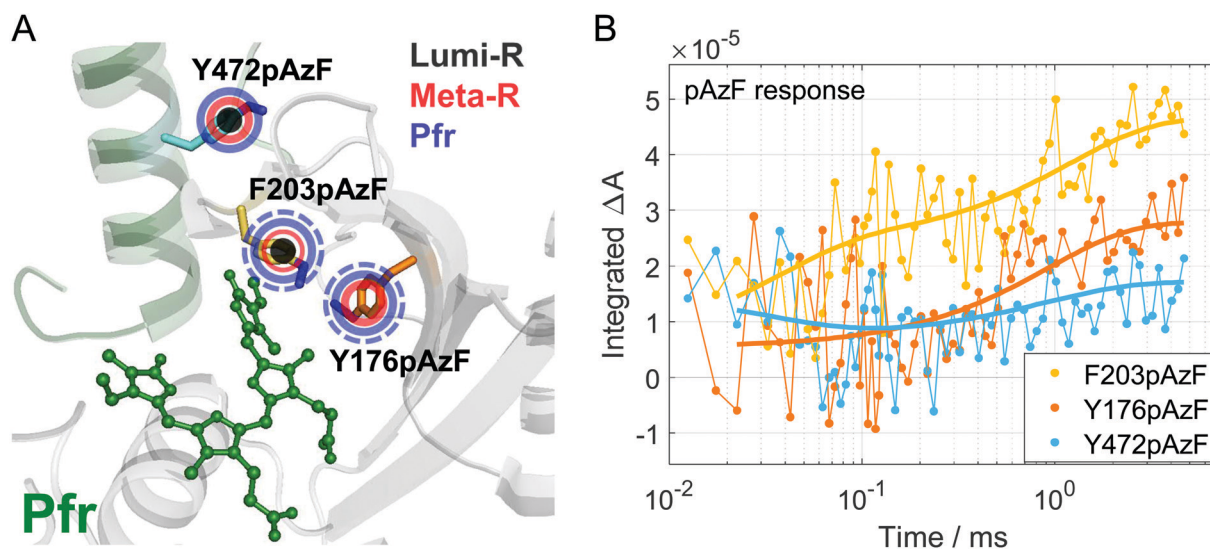 A
Y472pAzF
Lumi-R
Meta-R
Pfr
F203pAzF
Y176pAzF
Pfr
B
×10⁻⁵
pAzF response
5
4
3
2
1
0
-1
Integrated ΔA
F203pAzF
Y176pAzF
Y472pAzF
10⁻² 10⁻¹ 10⁰
Time / ms